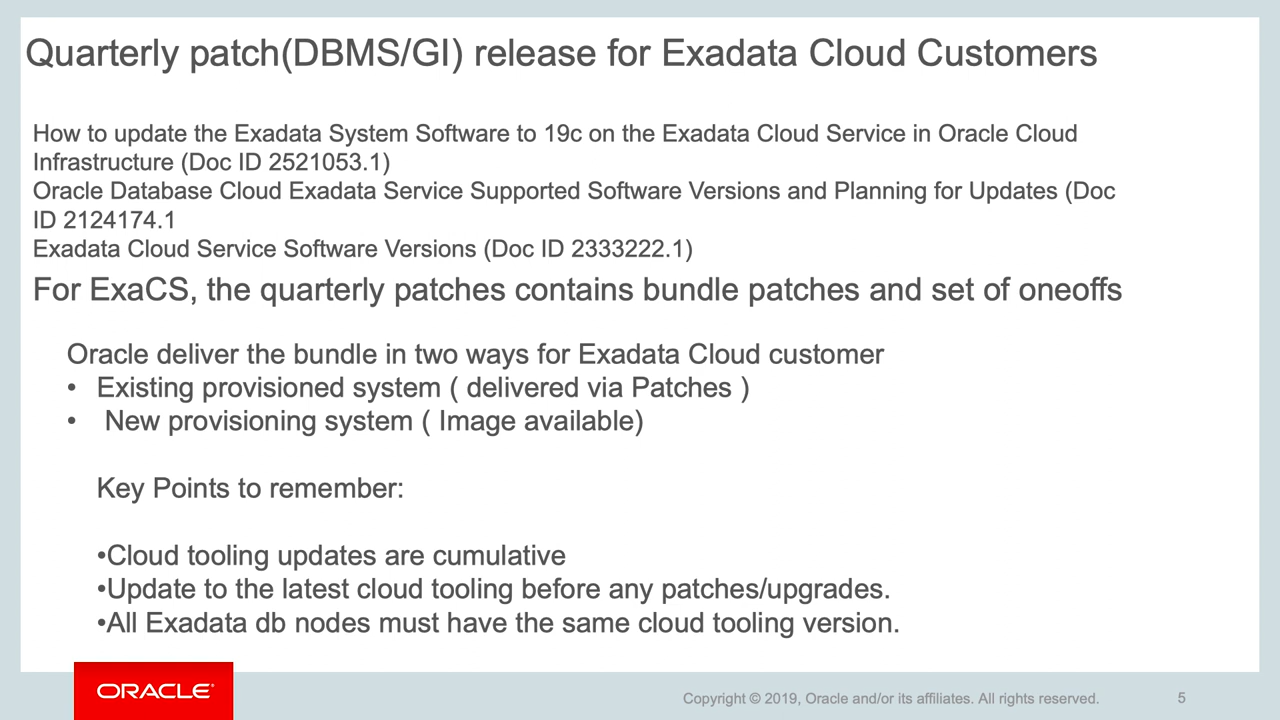 Quarterly patch(DBMS/GI) release for Exadata Cloud Customers
How to update the Exadata System Software to 19c on the Exadata Cloud Service in Oracle Cloud
Infrastructure (Doc ID 2521053.1)
Oracle Database Cloud Exadata Service Supported Software Versions and Planning for Updates (Doc
ID 2124174.1
Exadata Cloud Service Software Versions (Doc ID 2333222.1)
For ExaCS, the quarterly patches contains bundle patches and set of oneoffs
Oracle deliver the bundle in two ways for Exadata Cloud customer
• Existing provisioned system ( delivered via Patches )
• New provisioning system ( Image available)
Key Points to remember:
•Cloud tooling updates are cumulative
•Update to the latest cloud tooling before any patches/upgrades.
•All Exadata db nodes must have the same cloud tooling version.
ORACLE®
Copyright © 2019, Oracle and/or its affiliates. All rights reserved.
5